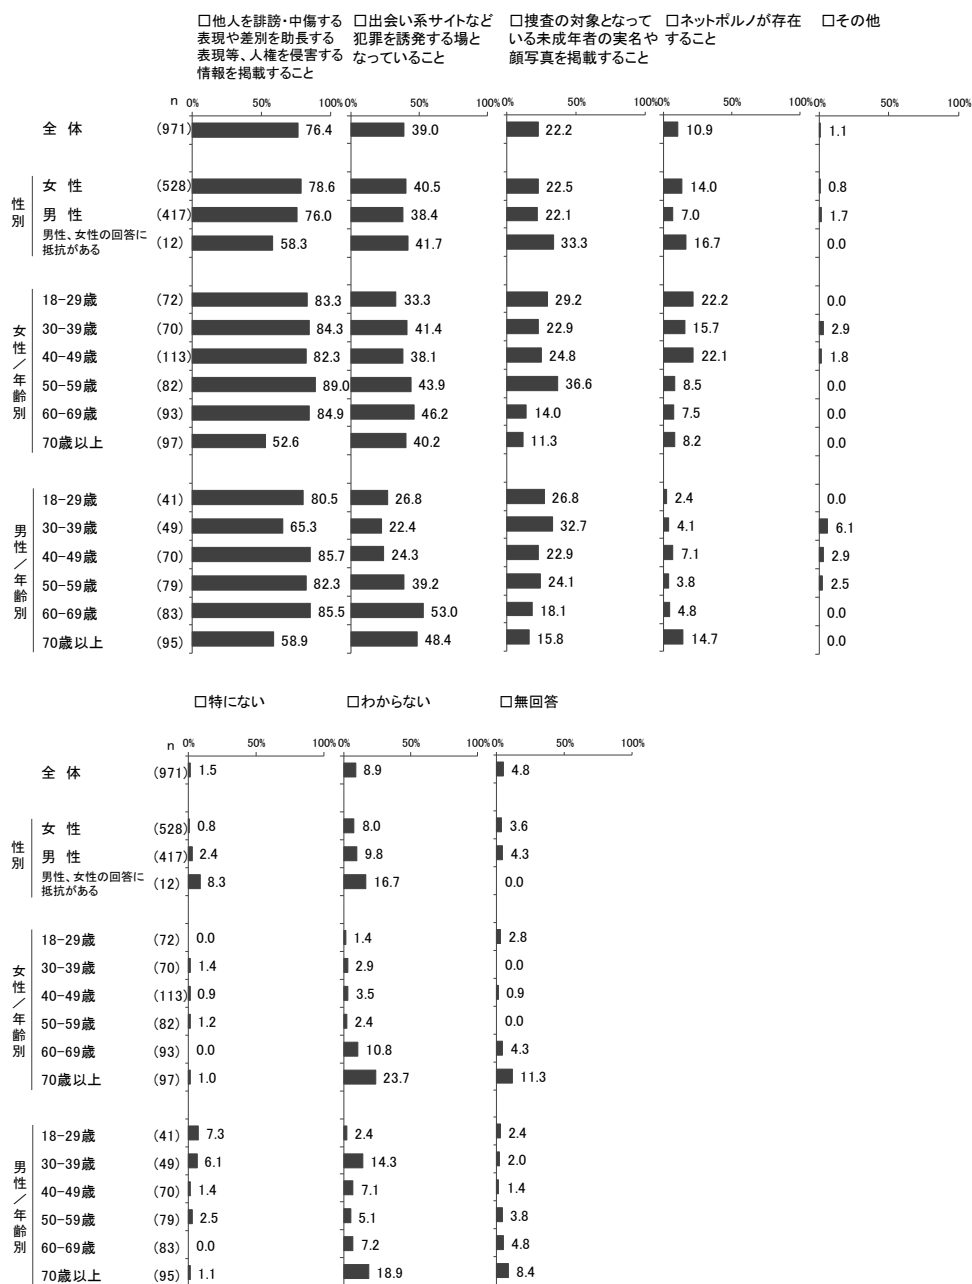 □他人を誹謗・中傷する
表現や差別を助長する
表現等、人権を侵害する
情報を掲載すること
□出会い系サイトなど
犯罪を誘発する場と
なっていること
□捜査の対象となって
いる未成年者の実名や
顔写真を掲載すること
□ネットポルノが存在
すること
□その他
n 0% 50% 100% 0% 50% 100% 0% 50% 100% 0% 50% 100% 0% 50% 100%
全 体 (971) 76.4 39.0 22.2 10.9 1.1
性別
女 性 (528) 78.6 40.5 22.5 14.0 0.8
男 性 (417) 76.0 38.4 22.1 7.0 1.7
男性、女性の回答に
抵抗がある (12) 58.3 41.7 33.3 16.7 0.0
女性/年齢別
18-29歳 (72) 83.3 33.3 29.2 22.2 0.0
30-39歳 (70) 84.3 41.4 22.9 15.7 2.9
40-49歳 (113) 82.3 38.1 24.8 22.1 1.8
50-59歳 (82) 89.0 43.9 36.6 8.5 0.0
60-69歳 (93) 84.9 46.2 14.0 7.5 0.0
70歳以上 (97) 52.6 40.2 11.3 8.2 0.0
男性/年齢別
18-29歳 (41) 80.5 26.8 26.8 2.4 0.0
30-39歳 (49) 65.3 22.4 32.7 4.1 6.1
40-49歳 (70) 85.7 24.3 22.9 7.1 2.9
50-59歳 (79) 82.3 39.2 24.1 3.8 2.5
60-69歳 (83) 85.5 53.0 18.1 4.8 0.0
70歳以上 (95) 58.9 48.4 15.8 14.7 0.0
□特にない □わからない □無回答
n 0% 50% 100% 0% 50% 100% 0% 50% 100%
全 体 (971) 1.5 8.9 4.8
性別
女 性 (528) 0.8 8.0 3.6
男 性 (417) 2.4 9.8 4.3
男性、女性の回答に
抵抗がある (12) 8.3 16.7 0.0
女性/年齢別
18-29歳 (72) 0.0 1.4 2.8
30-39歳 (70) 1.4 2.9 0.0
40-49歳 (113) 0.9 3.5 0.9
50-59歳 (82) 1.2 2.4 0.0
60-69歳 (93) 0.0 10.8 4.3
70歳以上 (97) 1.0 23.7 11.3
男性/年齢別
18-29歳 (41) 7.3 2.4 2.4
30-39歳 (49) 6.1 14.3 2.0
40-49歳 (70) 1.4 7.1 1.4
50-59歳 (79) 2.5 5.1 3.8
60-69歳 (83) 0.0 7.2 4.8
70歳以上 (95) 1.1 18.9 8.4